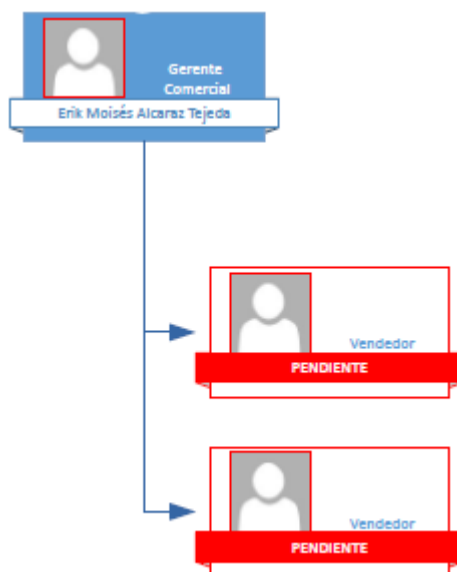 Gerente
Comercial
Erik Moisés Alcaraz Tejeda
Vendedor
PENDIENTE
Vendedor
PENDIENTE